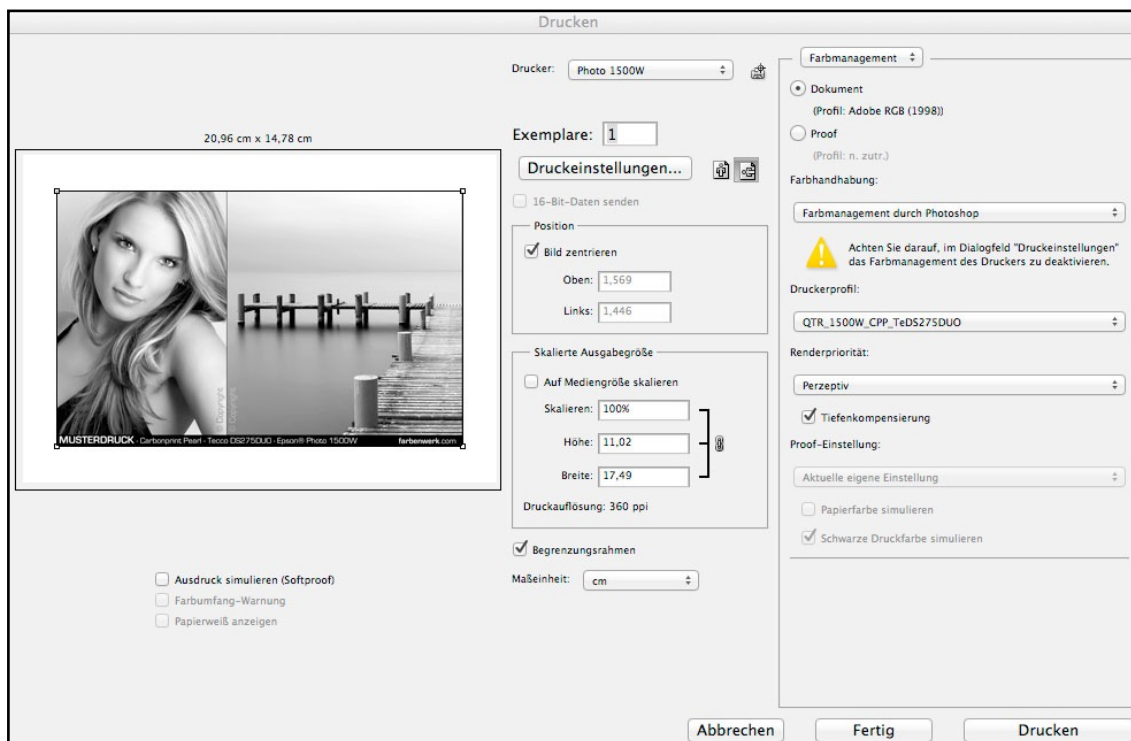 Drucken
20,96 cm x 14,78 cm
© Copyright
© Copyright
MUSTERDRUCK · Carbonprint Pearl · Tecco DS275DUO · Epson® Photo 1500W farbenwerk.com
Ausdruck simulieren (Softproof)
Farbumfang-Warnung
Papierweiß anzeigen
Drucker: Photo 1500W
Exemplare: 1
Druckeinstellungen...
16-Bit-Daten senden
Position
Bild zentrieren
Oben: 1,569
Links: 1,446
Skalierte Ausgabegröße
Auf Mediengröße skalieren
Skalieren: 100%
Höhe: 11,02
Breite: 17,49
Druckauflösung: 360 ppi
Begrenzungsrahmen
Maßeinheit: cm
Farbmanagement
Dokument
(Profil: Adobe RGB (1998))
Proof
(Profil: n. zutr.)
Farbhandhabung:
Farbmanagement durch Photoshop
Achten Sie darauf, im Dialogfeld "Druckeinstellungen"
das Farbmanagement des Druckers zu deaktivieren.
Druckerprofil:
QTR_1500W_CPP_TeDS275DUO
Renderpriorität:
Perzeptiv
Tiefenkompensierung
Proof-Einstellung:
Aktuelle eigene Einstellung
Papierfarbe simulieren
Schwarze Druckfarbe simulieren
Abbrechen
Fertig
Drucken